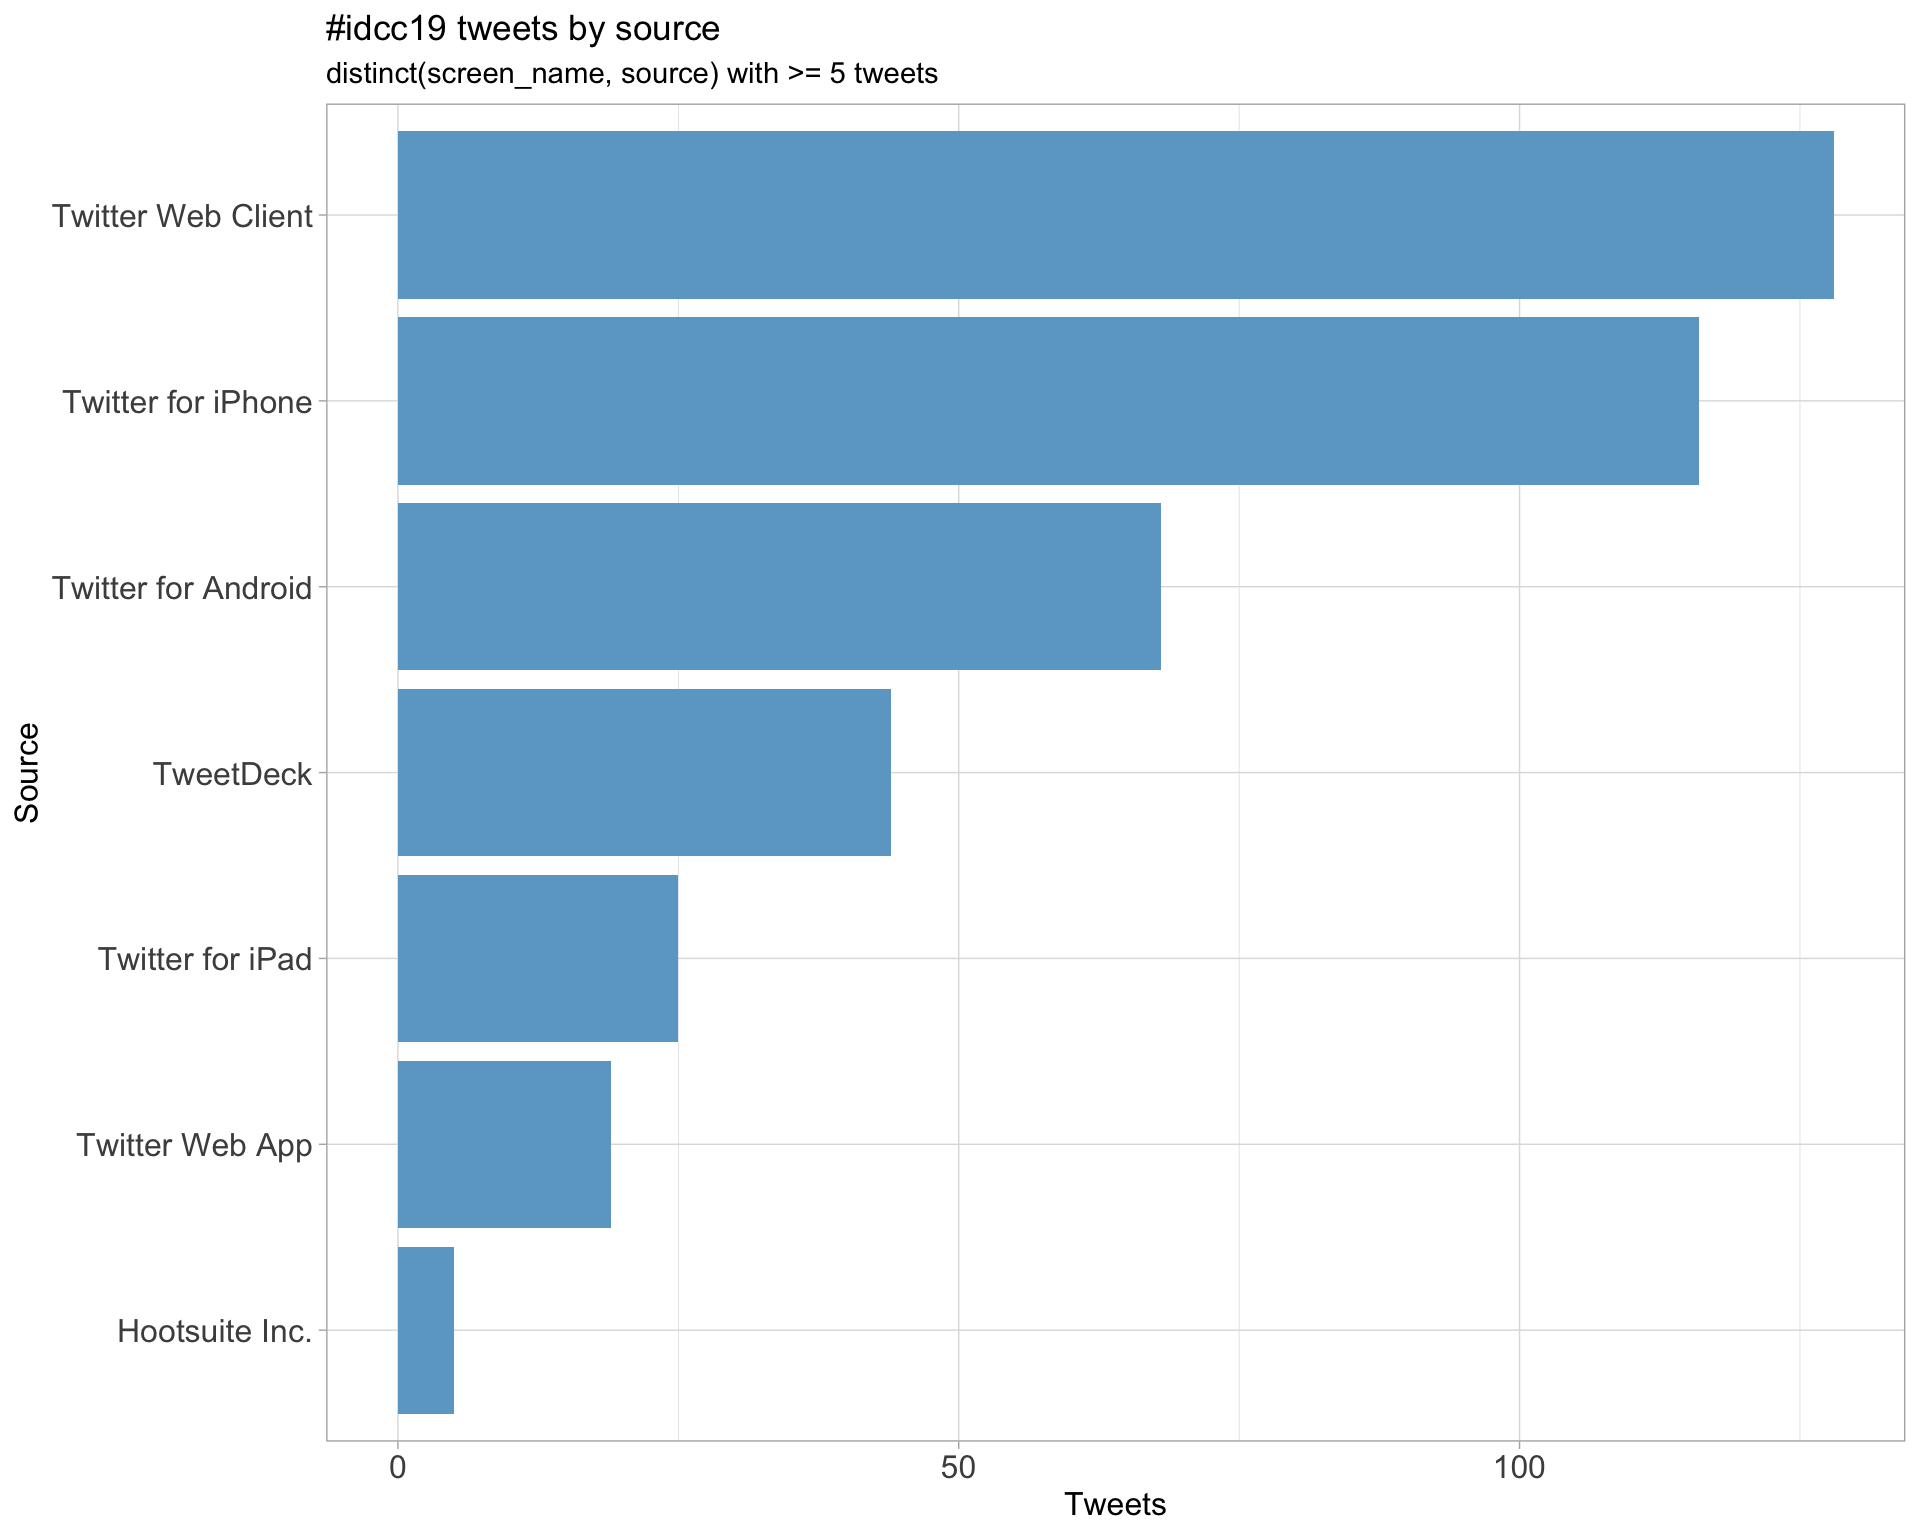 #idcc19 tweets by source
distinct(screen_name, source) with >= 5 tweets
Source
Twitter Web Client
Twitter for iPhone
Twitter for Android
TweetDeck
Twitter for iPad
Twitter Web App
Hootsuite Inc.
0 50 100
Tweets